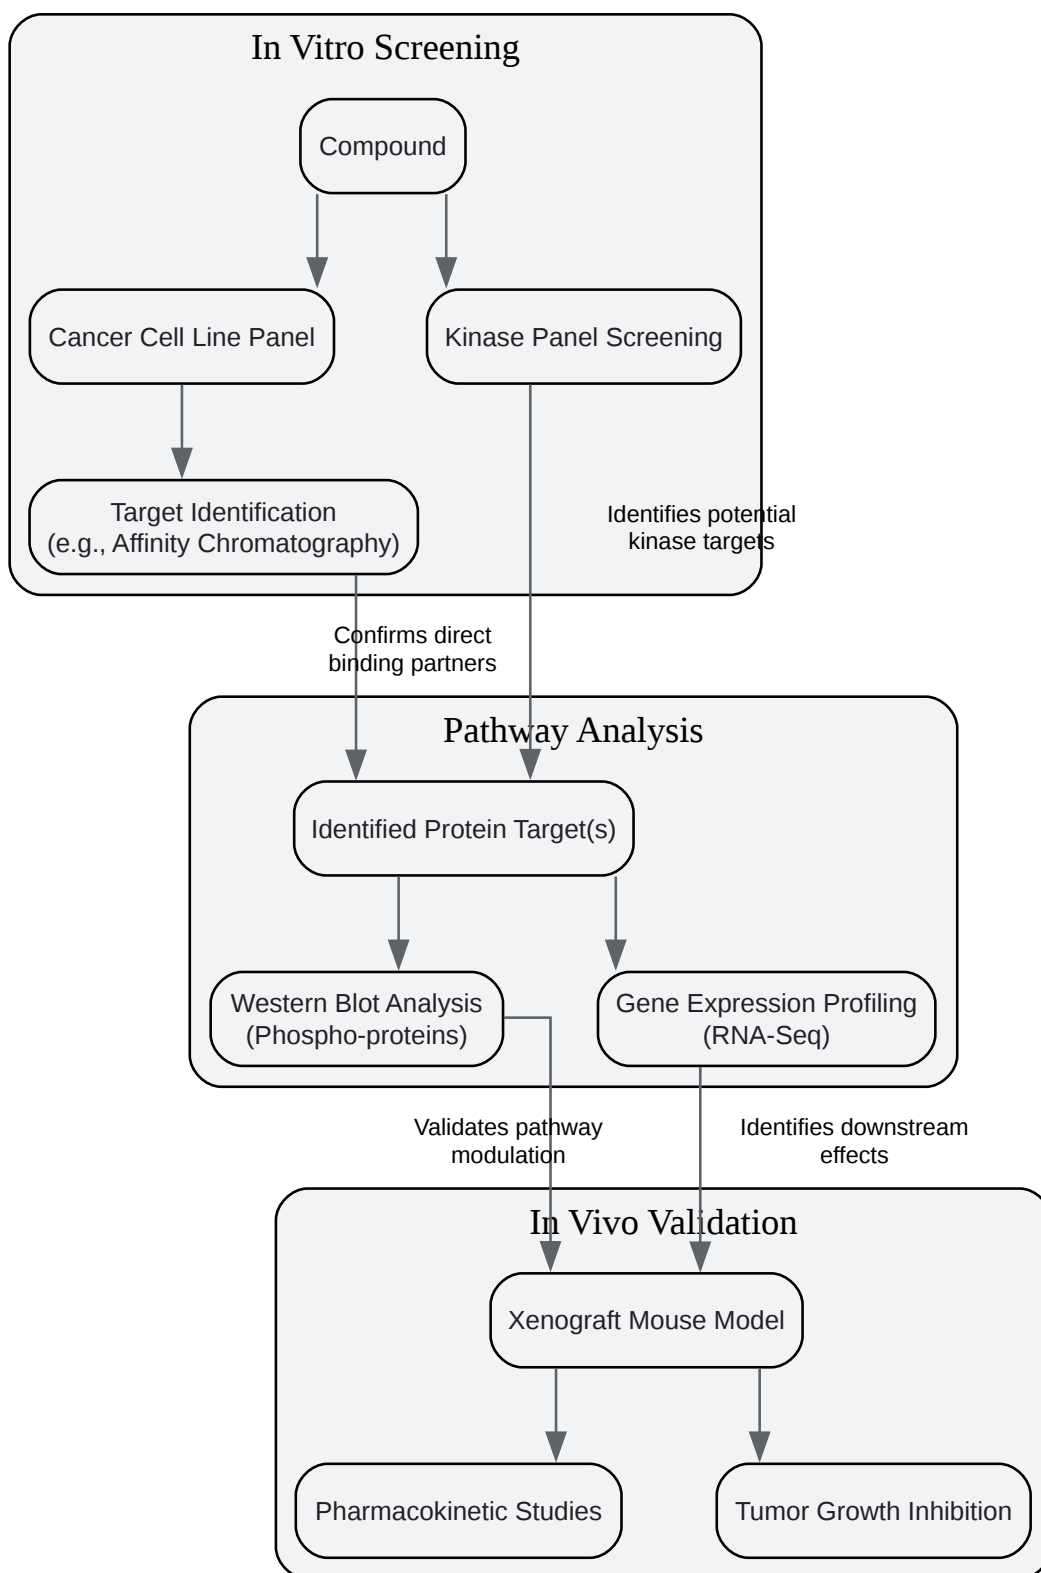 In Vitro Screening
Compound
Cancer Cell Line Panel
Kinase Panel Screening
Target Identification
(e.g., Affinity Chromatography)
Identifies potential
kinase targets
Confirms direct
binding partners
Pathway Analysis
Identified Protein Target(s)
Western Blot Analysis
(Phospho-proteins)
Gene Expression Profiling
(RNA-Seq)
Validates pathway
modulation
Identifies downstream
effects
In Vivo Validation
Xenograft Mouse Model
Pharmacokinetic Studies
Tumor Growth Inhibition